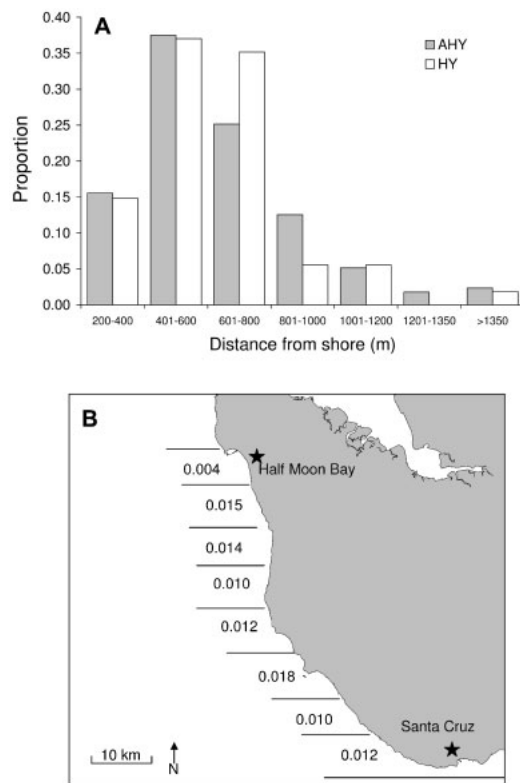 A
AHY
HY
Proportion
0.40
0.35
0.30
0.25
0.20
0.15
0.10
0.05
0.00
200-400 401-600 601-800 801-1000 1001-1200 1201-1350 >1350
Distance from shore (m)
B
Half Moon Bay
0.004
0.015
0.014
0.010
0.012
0.018
0.010
Santa Cruz
0.012
10 km
N